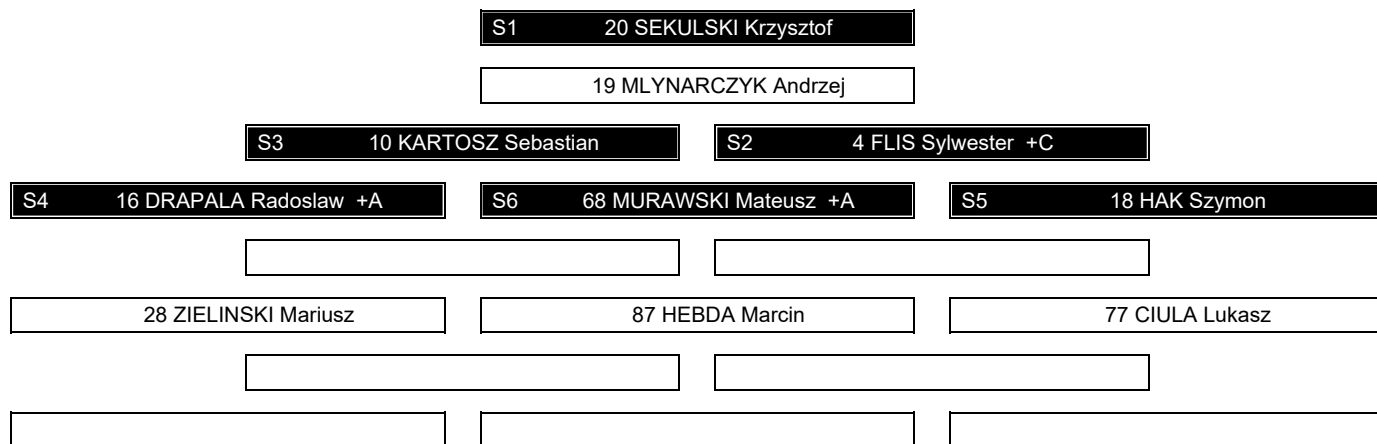 S1 20 SEKULSKI Krzysztof
19 MLYNARCZYK Andrzej
S3 10 KARTOSZ Sebastian S2 4 FLIS Sylwester +C
S4 16 DRAPALA Radoslaw +A S6 68 MURAWSKI Mateusz +A S5 18 HAK Szymon
28 ZIELINSKI Mariusz 87 HEBDA Marcin 77 CIULA Lukasz